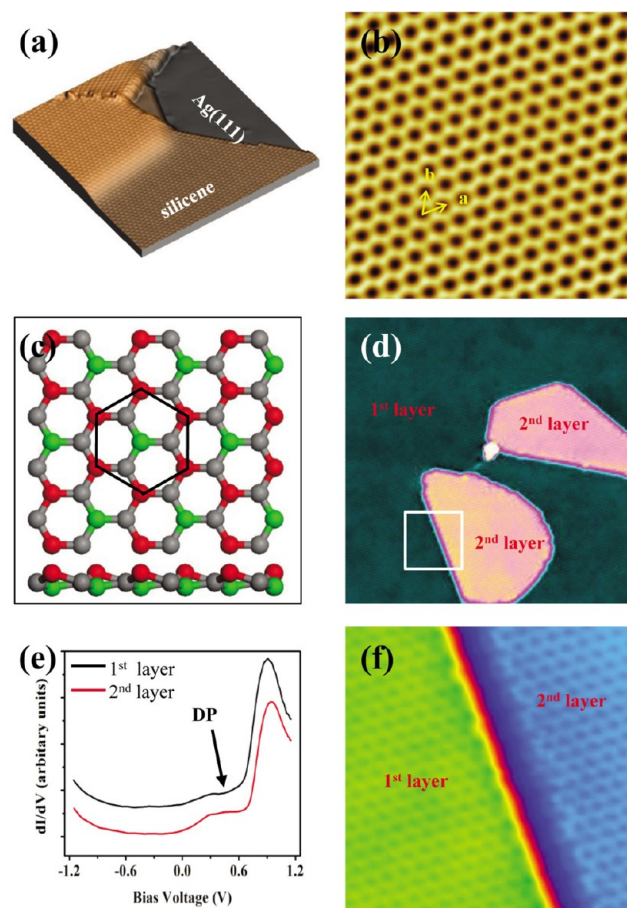 (a)
Ag(111)
silicene
(b)
b
a
(c)
(d)
1st layer
2nd layer
2nd layer
(e)
1st layer
2nd layer
DP
dI/dV (arbitary units)
-1.2 -0.6 0.0 0.6 1.2
Bias Voltage (V)
(f)
2nd layer
1st layer